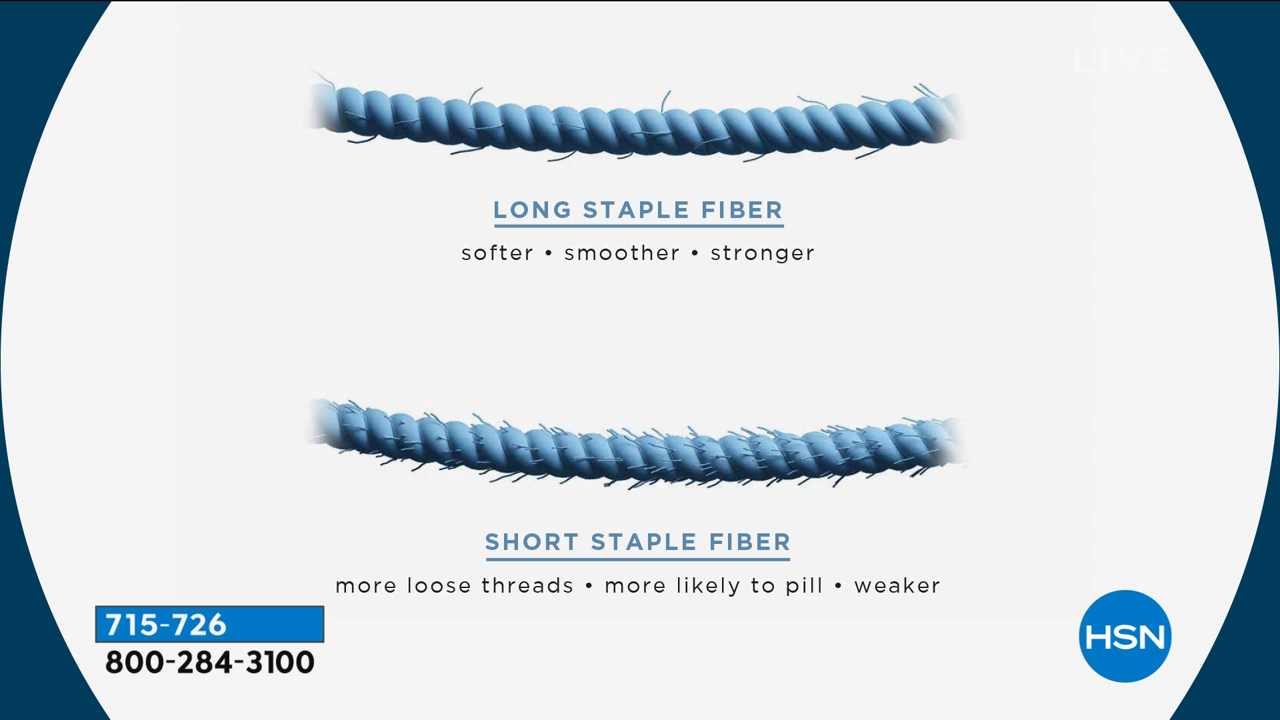 LIVE
LONG STAPLE FIBER
softer • smoother • stronger
SHORT STAPLE FIBER
more loose threads • more likely to pill • weaker
715-726
800-284-3100
HSN